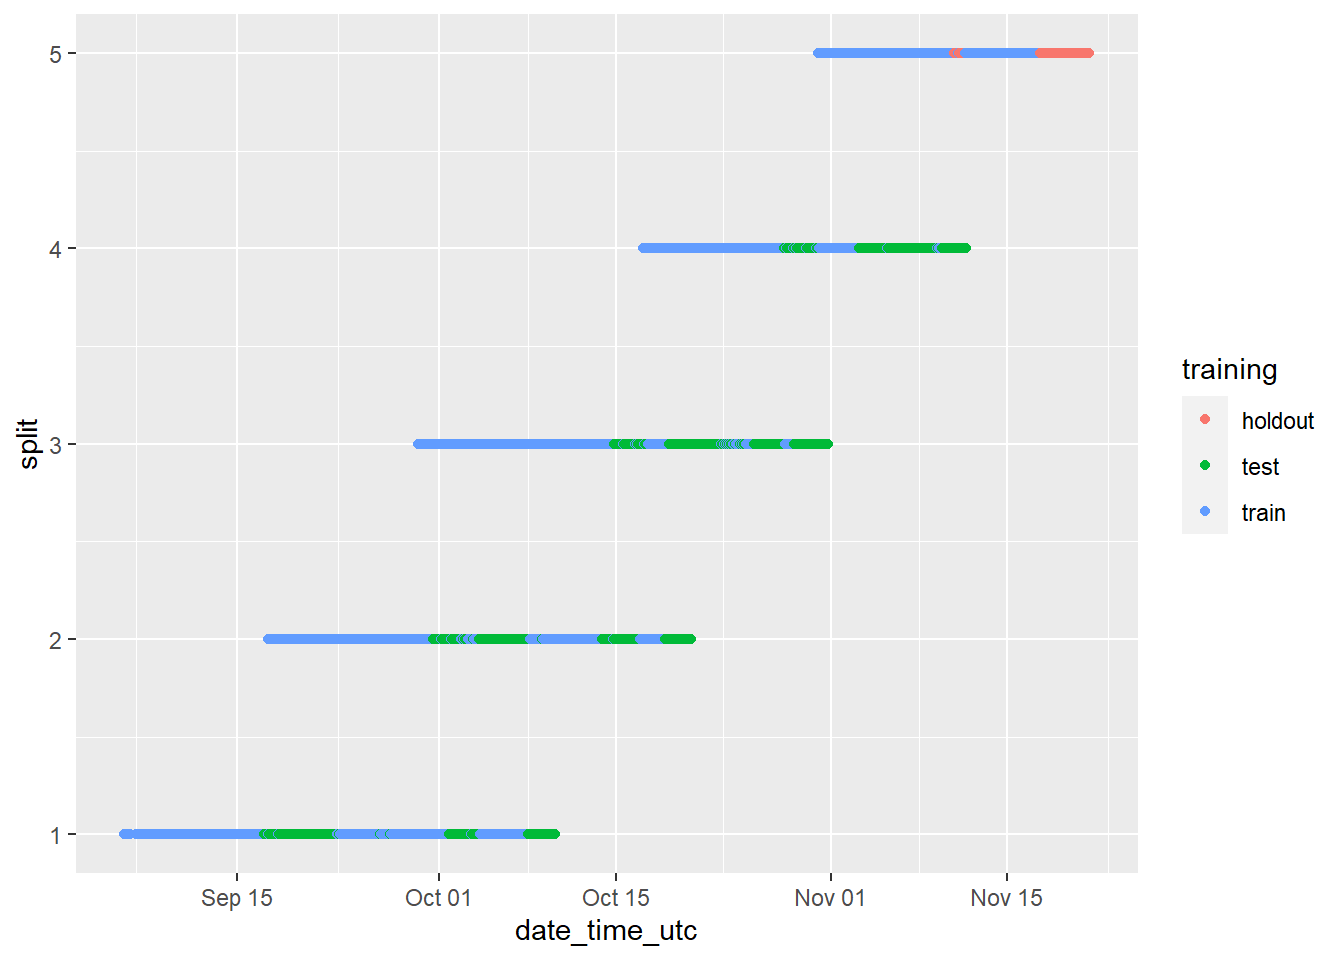 5
4
3
2
1
split
Sep 15
Oct 01
Oct 15
Nov 01
Nov 15
date_time_utc
training
holdout
test
train